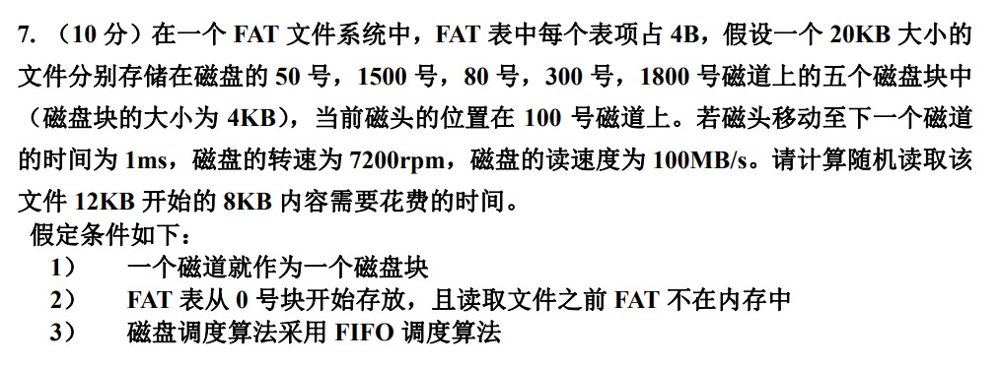 7. （10 分）在一个 FAT 文件系统中，FAT 表中每个表项占 4B，假设一个 20KB 大小的
文件分别存储在磁盘的 50 号，1500 号，80 号，300 号，1800 号磁道上的五个磁盘块中
（磁盘块的大小为 4KB），当前磁头的位置在 100 号磁道上。若磁头移动至下一个磁道
的时间为 1ms，磁盘的转速为 7200rpm，磁盘的读速度为 100MB/s。请计算随机读取该
文件 12KB 开始的 8KB 内容需要花费的时间。
假定条件如下：
1） 一个磁道就作为一个磁盘块
2） FAT 表从 0 号块开始存放，且读取文件之前 FAT 不在内存中
3） 磁盘调度算法采用 FIFO 调度算法